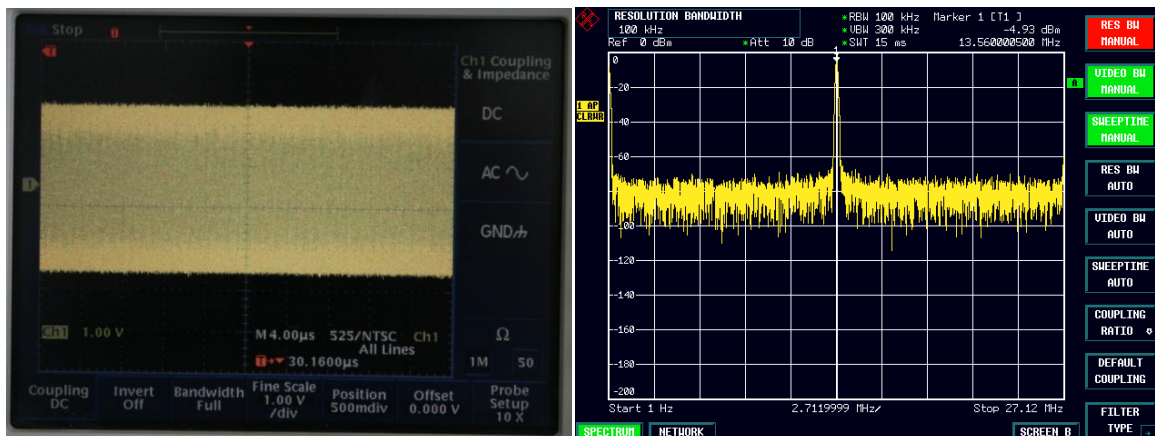 Stop
Ch1 Coupling
& Impedance
DC
AC
GND
Ch1 1.00 V
M 4.00µs 525/NTSC Ch1
All Lines
30.1600µs
Ω
1M 50
Coupling
DC
Invert
Off
Bandwidth
Full
Fine Scale
1.00 V
/div
Position
500mdiv
Offset
0.000 V
Probe
Setup
10 X
RESOLUTION BANDWIDTH
100 kHz
Ref 0 dBm
*Att 10 dB
*RBW 100 kHz
*VBW 300 kHz
*SWT 15 ms
Marker 1 [T1 ]
-4.93 dBm
13.560000500 MHz
1 AP
CLRWR
A
1
0
-20
-40
-60
-100
-120
-140
-160
-180
-200
Start 1 Hz
2.7119999 MHz/
Stop 27.12 MHz
SPECTRUM
NETWORK
SCREEN B
RES BW
MANUAL
VIDEO BW
MANUAL
SWEEPTIME
MANUAL
RES BW
AUTO
VIDEO BW
AUTO
SWEEPTIME
AUTO
COUPLING
RATIO
DEFAULT
COUPLING
FILTER
TYPE